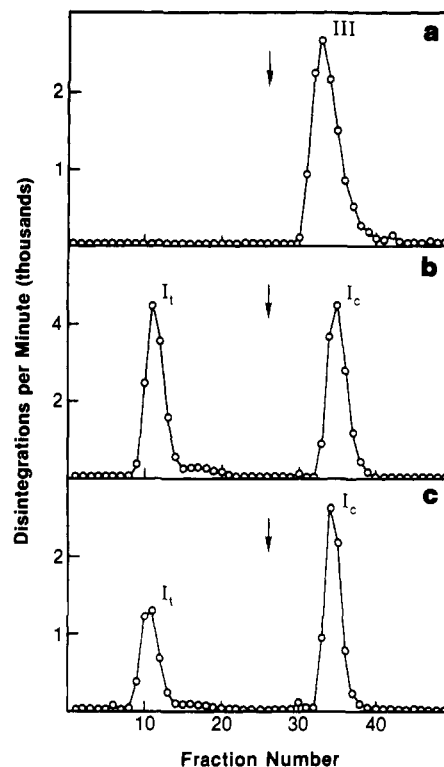 a
III
2
1
b
I_t
I_c
4
2
c
I_t
I_c
2
1
10 20 30 40
Fraction Number
Disintegrations per Minute (thousands)